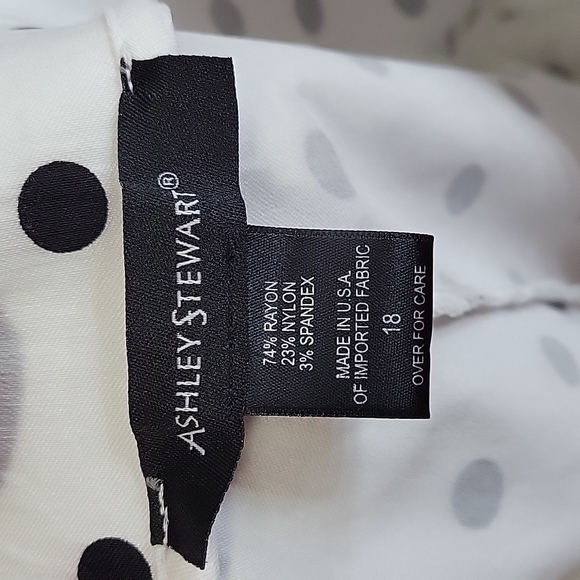 ASHLEY STEWART®
74% RAYON
23% NYLON
3% SPANDEX
MADE IN U.S.A.
OF IMPORTED FABRIC
18
OVER FOR CARE